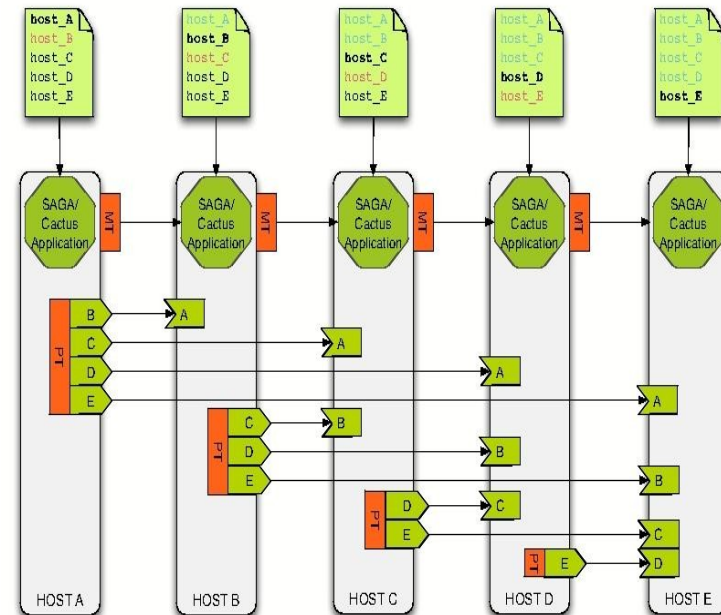 host_A
host_B
host_C
host_D
host_E
host_A
host_B
host_C
host_D
host_E
host_A
host_B
host_C
host_D
host_E
host_A
host_B
host_C
host_D
host_E
host_A
host_B
host_C
host_D
host_E
SAGA/
Cactus
Application
MT
SAGA/
Cactus
Application
MT
SAGA/
Cactus
Application
MT
SAGA/
Cactus
Application
MT
SAGA/
Cactus
Application
PT
B
A
C
A
D
A
E
A
PT
C
B
D
B
E
B
PT
D
C
E
C
PT
E
D
HOST A
HOST B
HOST C
HOST D
HOST E